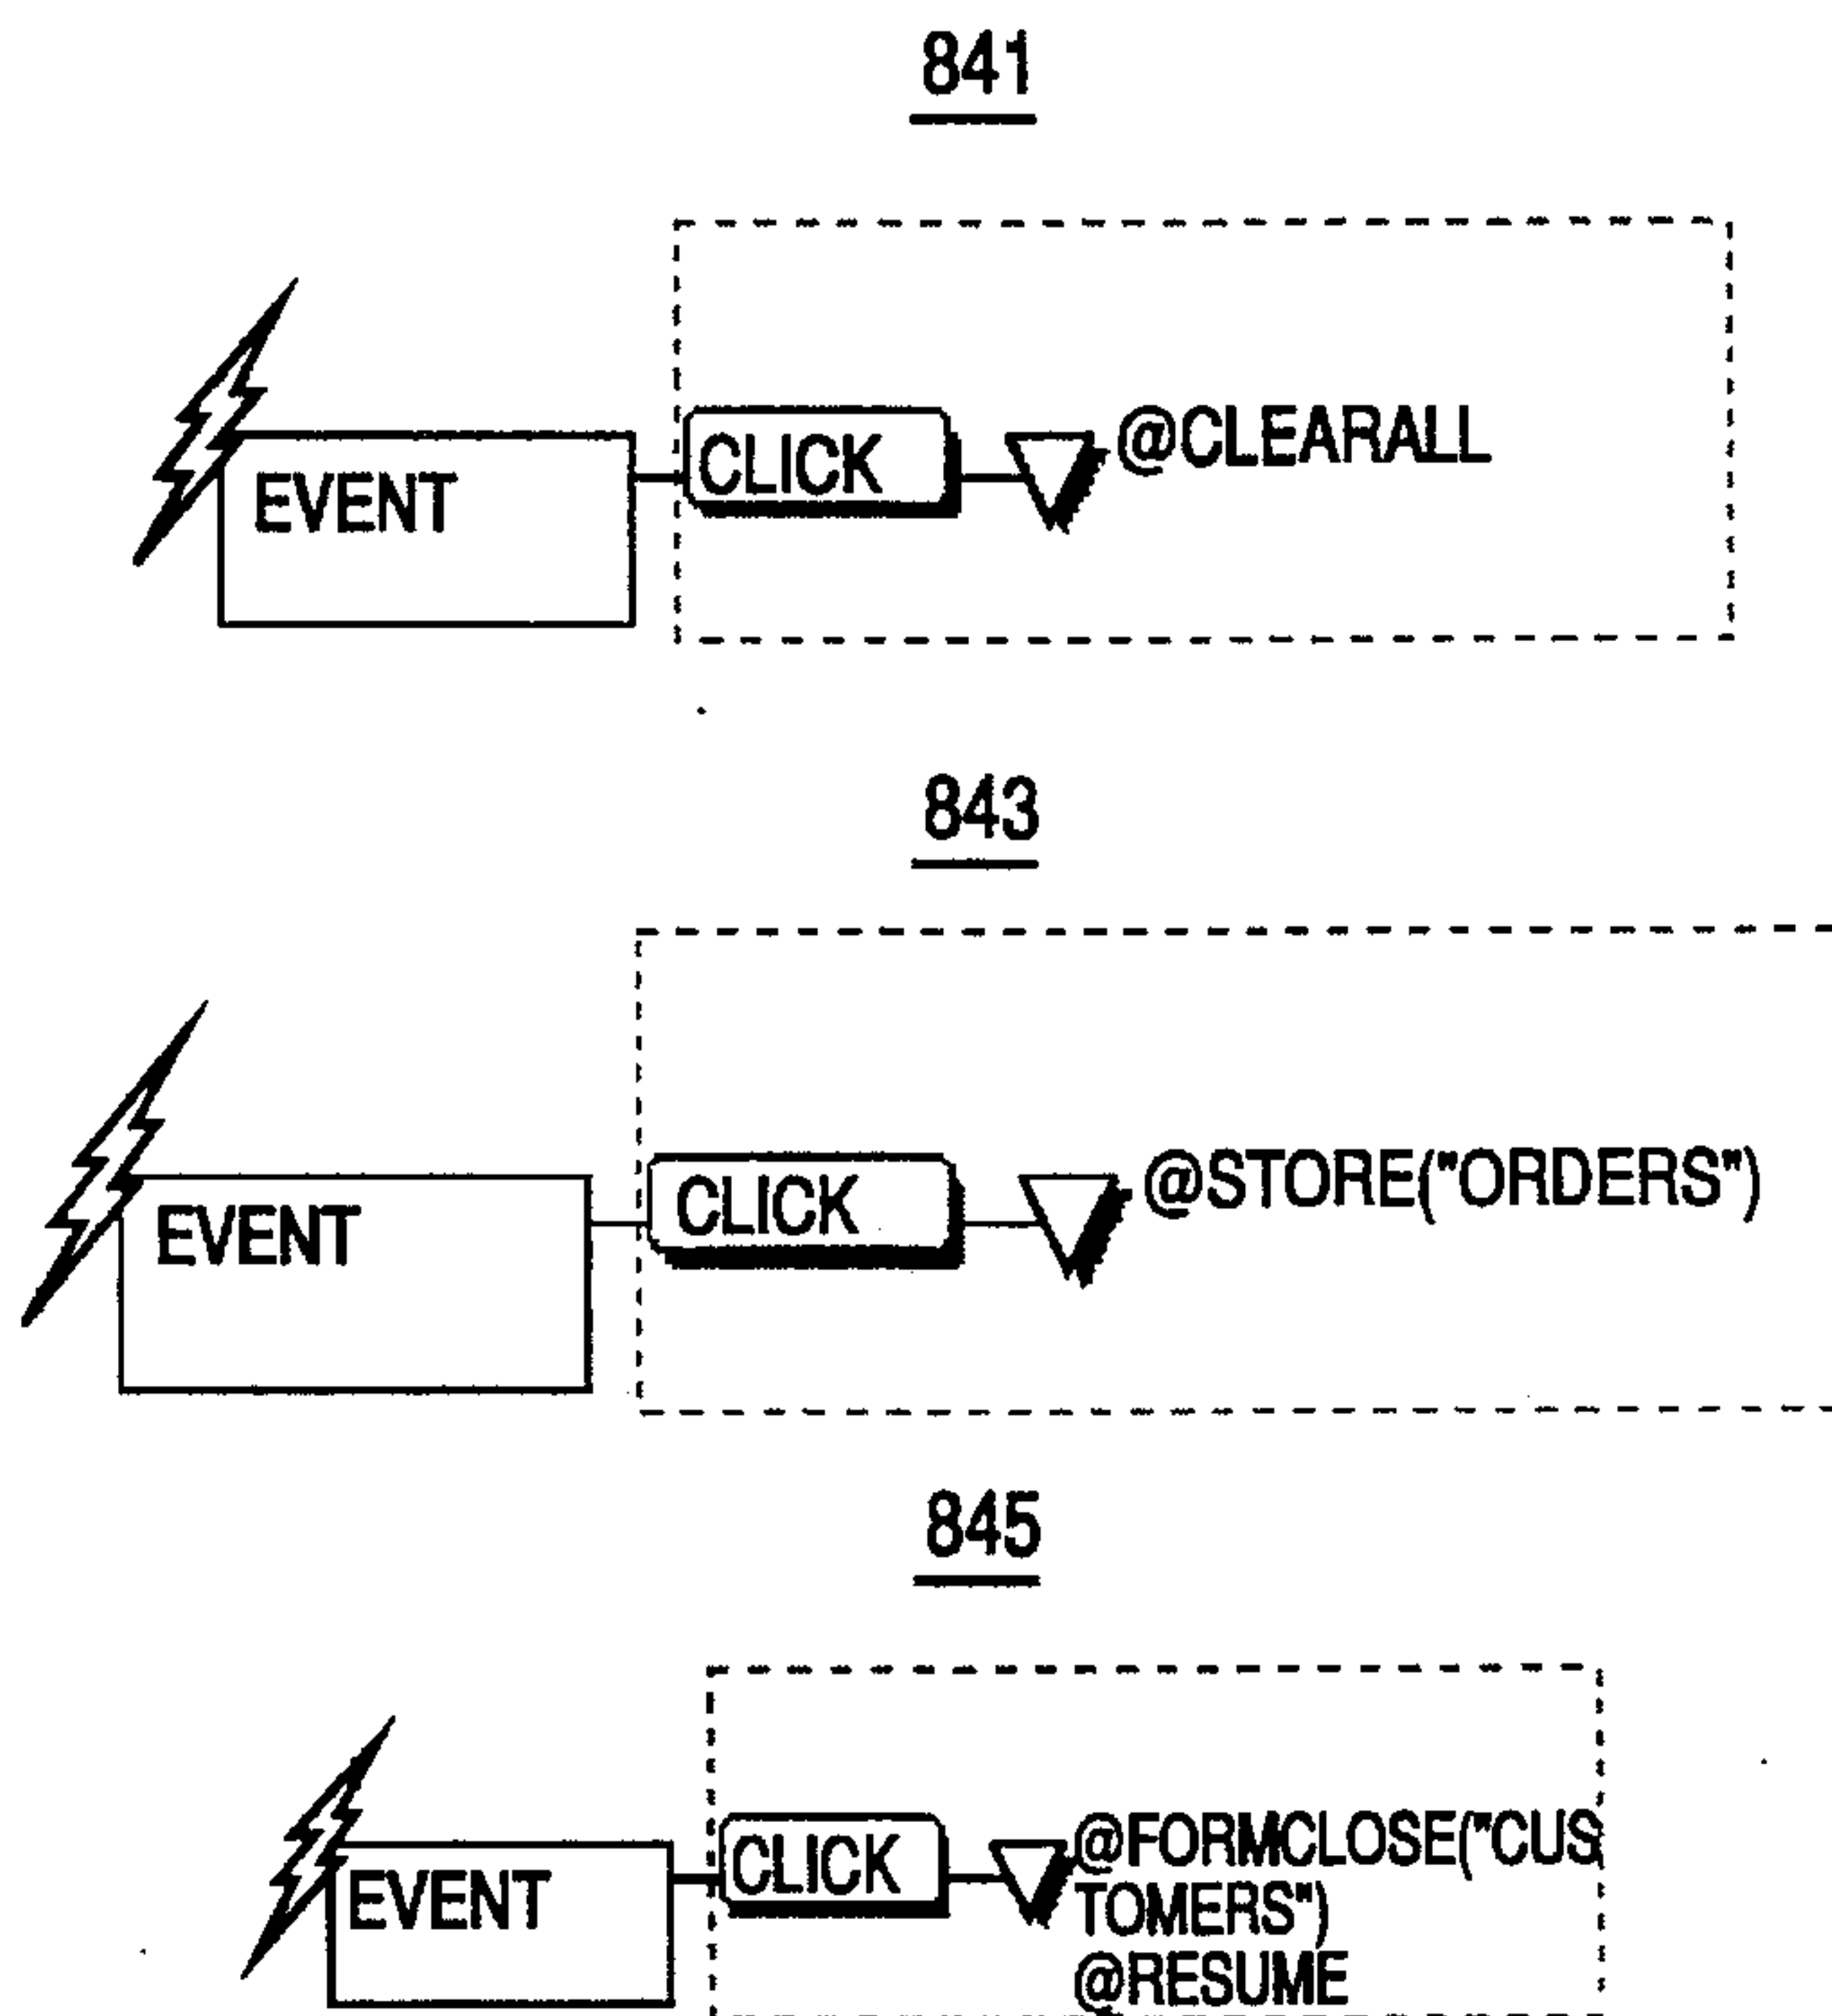 841
EVENT
CLICK
@CLEARALL
843
EVENT
CLICK
@STORE("ORDERS")
845
EVENT
CLICK
@FORMCLOSE("CUS
TOMERS")
@RESUME